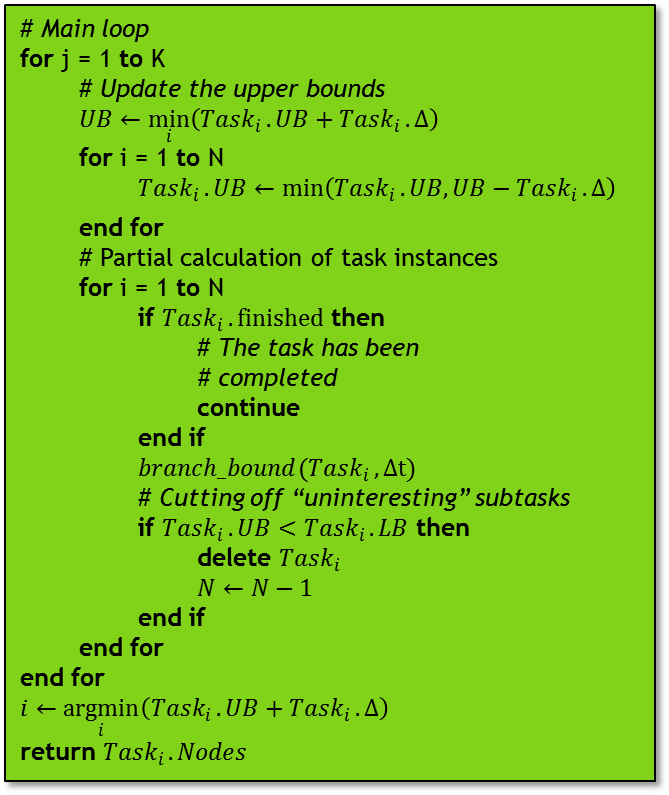 # Main loop
for j = 1 to K
# Update the upper bounds
UB ← min(Task_i.UB + Task_i.Δ)
i
for i = 1 to N
Task_i.UB ← min(Task_i.UB, UB − Task_i.Δ)
end for
# Partial calculation of task instances
for i = 1 to N
if Task_i.finished then
# The task has been
# completed
continue
end if
branch_bound(Task_i, Δt)
# Cutting off “uninteresting” subtasks
if Task_i.UB < Task_i.LB then
delete Task_i
N ← N − 1
end if
end for
end for
i ← argmin(Task_i.UB + Task_i.Δ)
i
return Task_i.Nodes